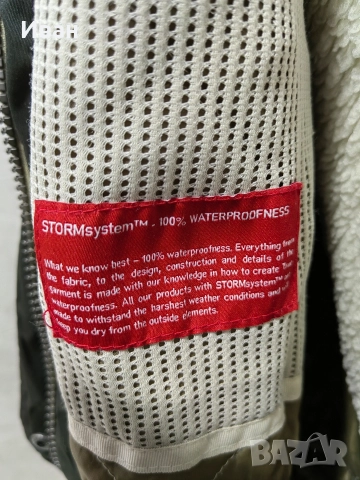 Иван
STORMsystem™ - 100% WATERPROOFNESS
What we know best - 100% waterproofness. Everything from
the fabric, to the design, construction and details of the
garment is made with our knowledge in how to create
waterproofness. All our products with STORMsystem™ are
made to withstand the harshest weather conditions and will
keep you dry from the outside elements.
BAZAR